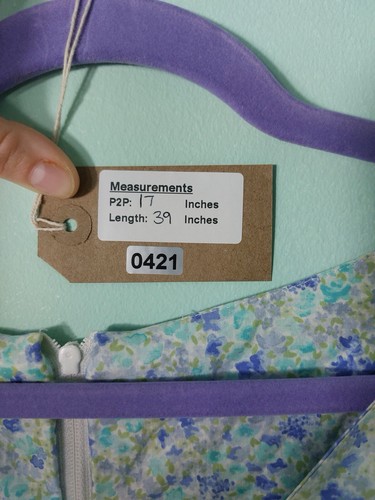 Measurements
P2P: 17 Inches
Length: 39 Inches
0421